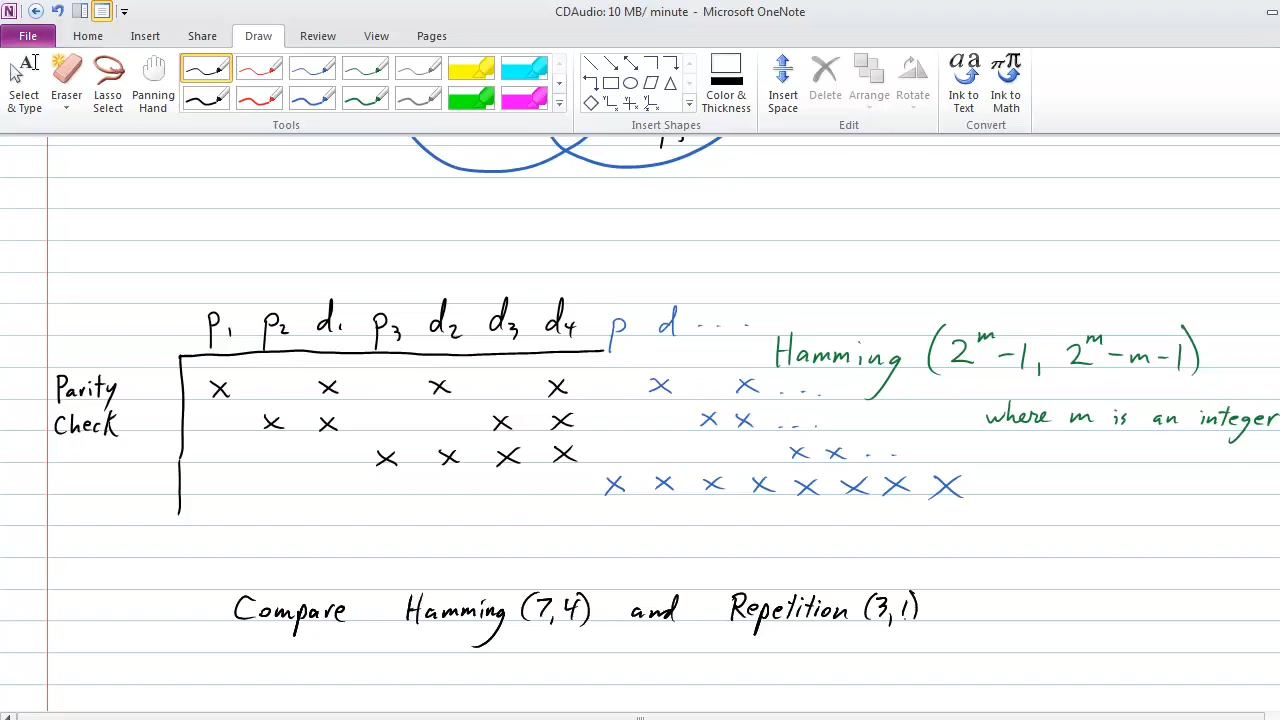 CDAudio: 10 MB/ minute - Microsoft OneNote
File Home Insert Share Draw Review View Pages
Select & Type Eraser Lasso Select Panning Hand Color & Thickness Insert Space Delete Arrange Rotate Ink to Text Ink to Math
Tools Insert Shapes Edit Convert
p₁ p₂ d₁ p₃ d₂ d₃ d₄ p d ...
Hamming (2^m -1, 2^m -m -1)
Parity x x x x x x ...
Check x x x x x x ...
where m is an integer
x x x x x x ..
x x x x x x x x
Compare Hamming (7,4) and Repetition (3,1)